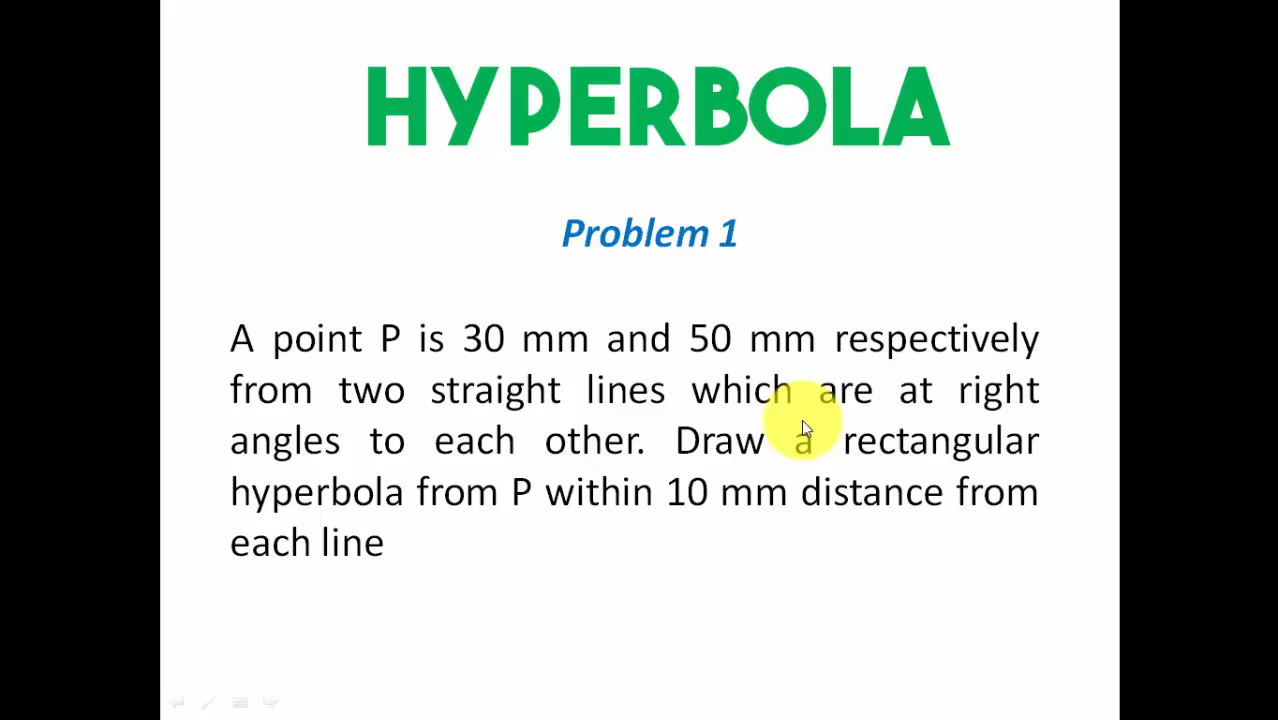 HYPERBOLA
Problem 1
A point P is 30 mm and 50 mm respectively
from two straight lines which are at right
angles to each other. Draw a rectangular
hyperbola from P within 10 mm distance from
each line